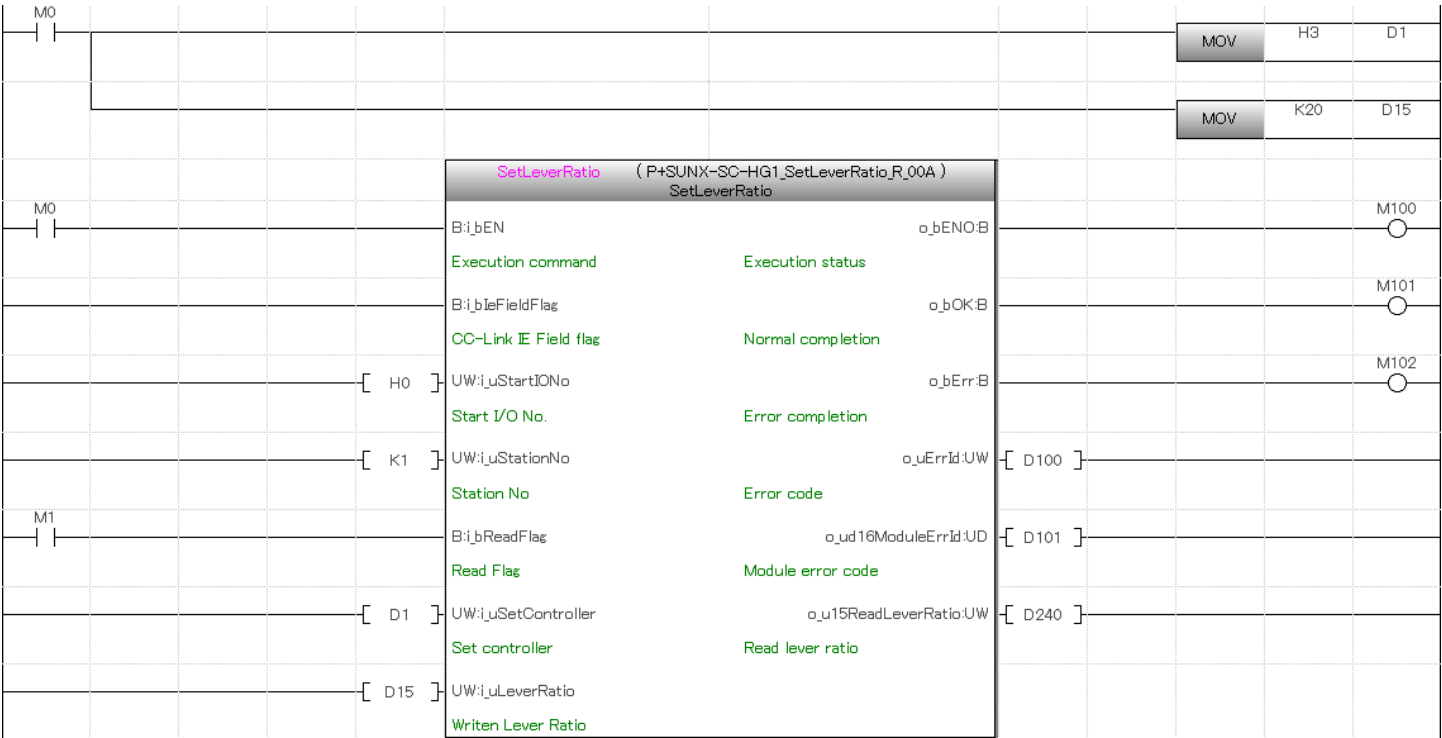 M0
MOV H3 D1
MOV K20 D15
SetLeverRatio ( P+SUNX-SC-HG1_SetLeverRatio_R_00A )
SetLeverRatio
M0 M100
B:i_bEN o_bENO:B
Execution command Execution status
M101
B:i_bIeFieldFlag o_bOK:B
CC-Link IE Field flag Normal completion
M102
H0 UW:i_uStartIONo o_bErr:B
Start I/O No. Error completion
K1 UW:i_uStationNo o_uErrId:UW D100
Station No Error code
M1
B:i_bReadFlag o_ud16ModuleErrId:UD D101
Read Flag Module error code
D1 UW:i_uSetController o_u15ReadLeverRatio:UW D240
Set controller Read lever ratio
D15 UW:i_uLeverRatio
Writen Lever Ratio